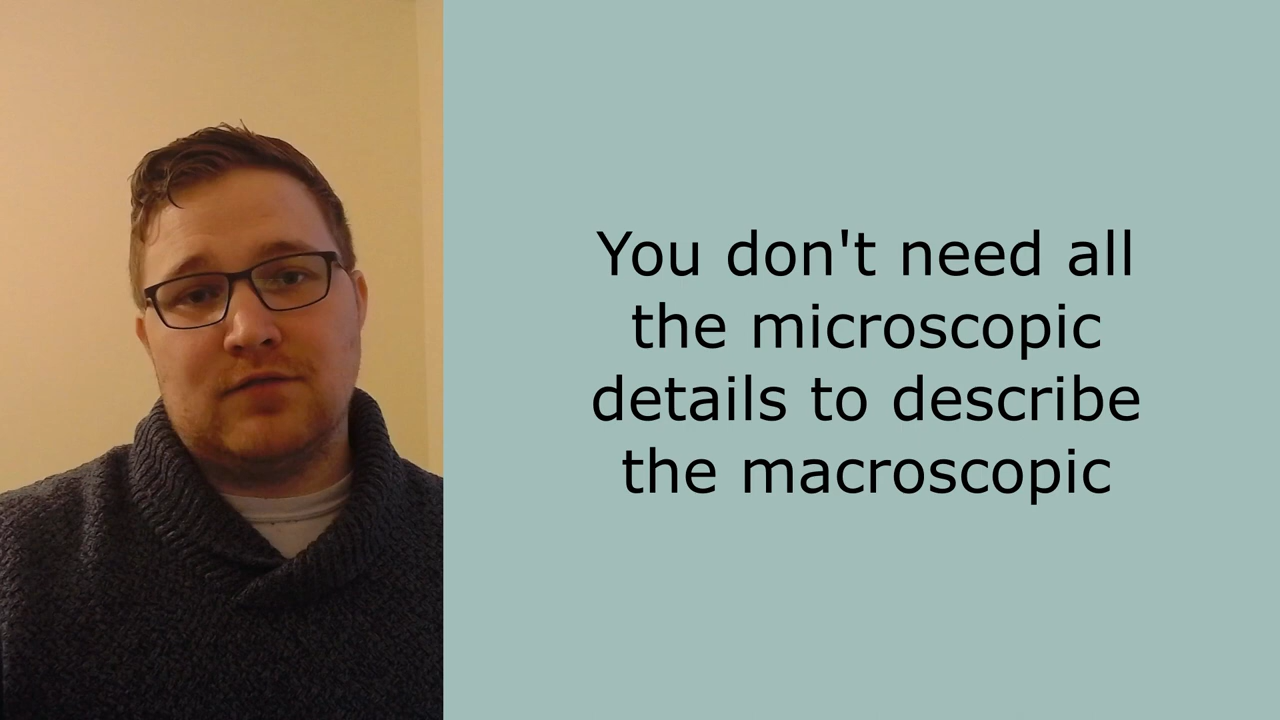 You don't need all
the microscopic
details to describe
the macroscopic